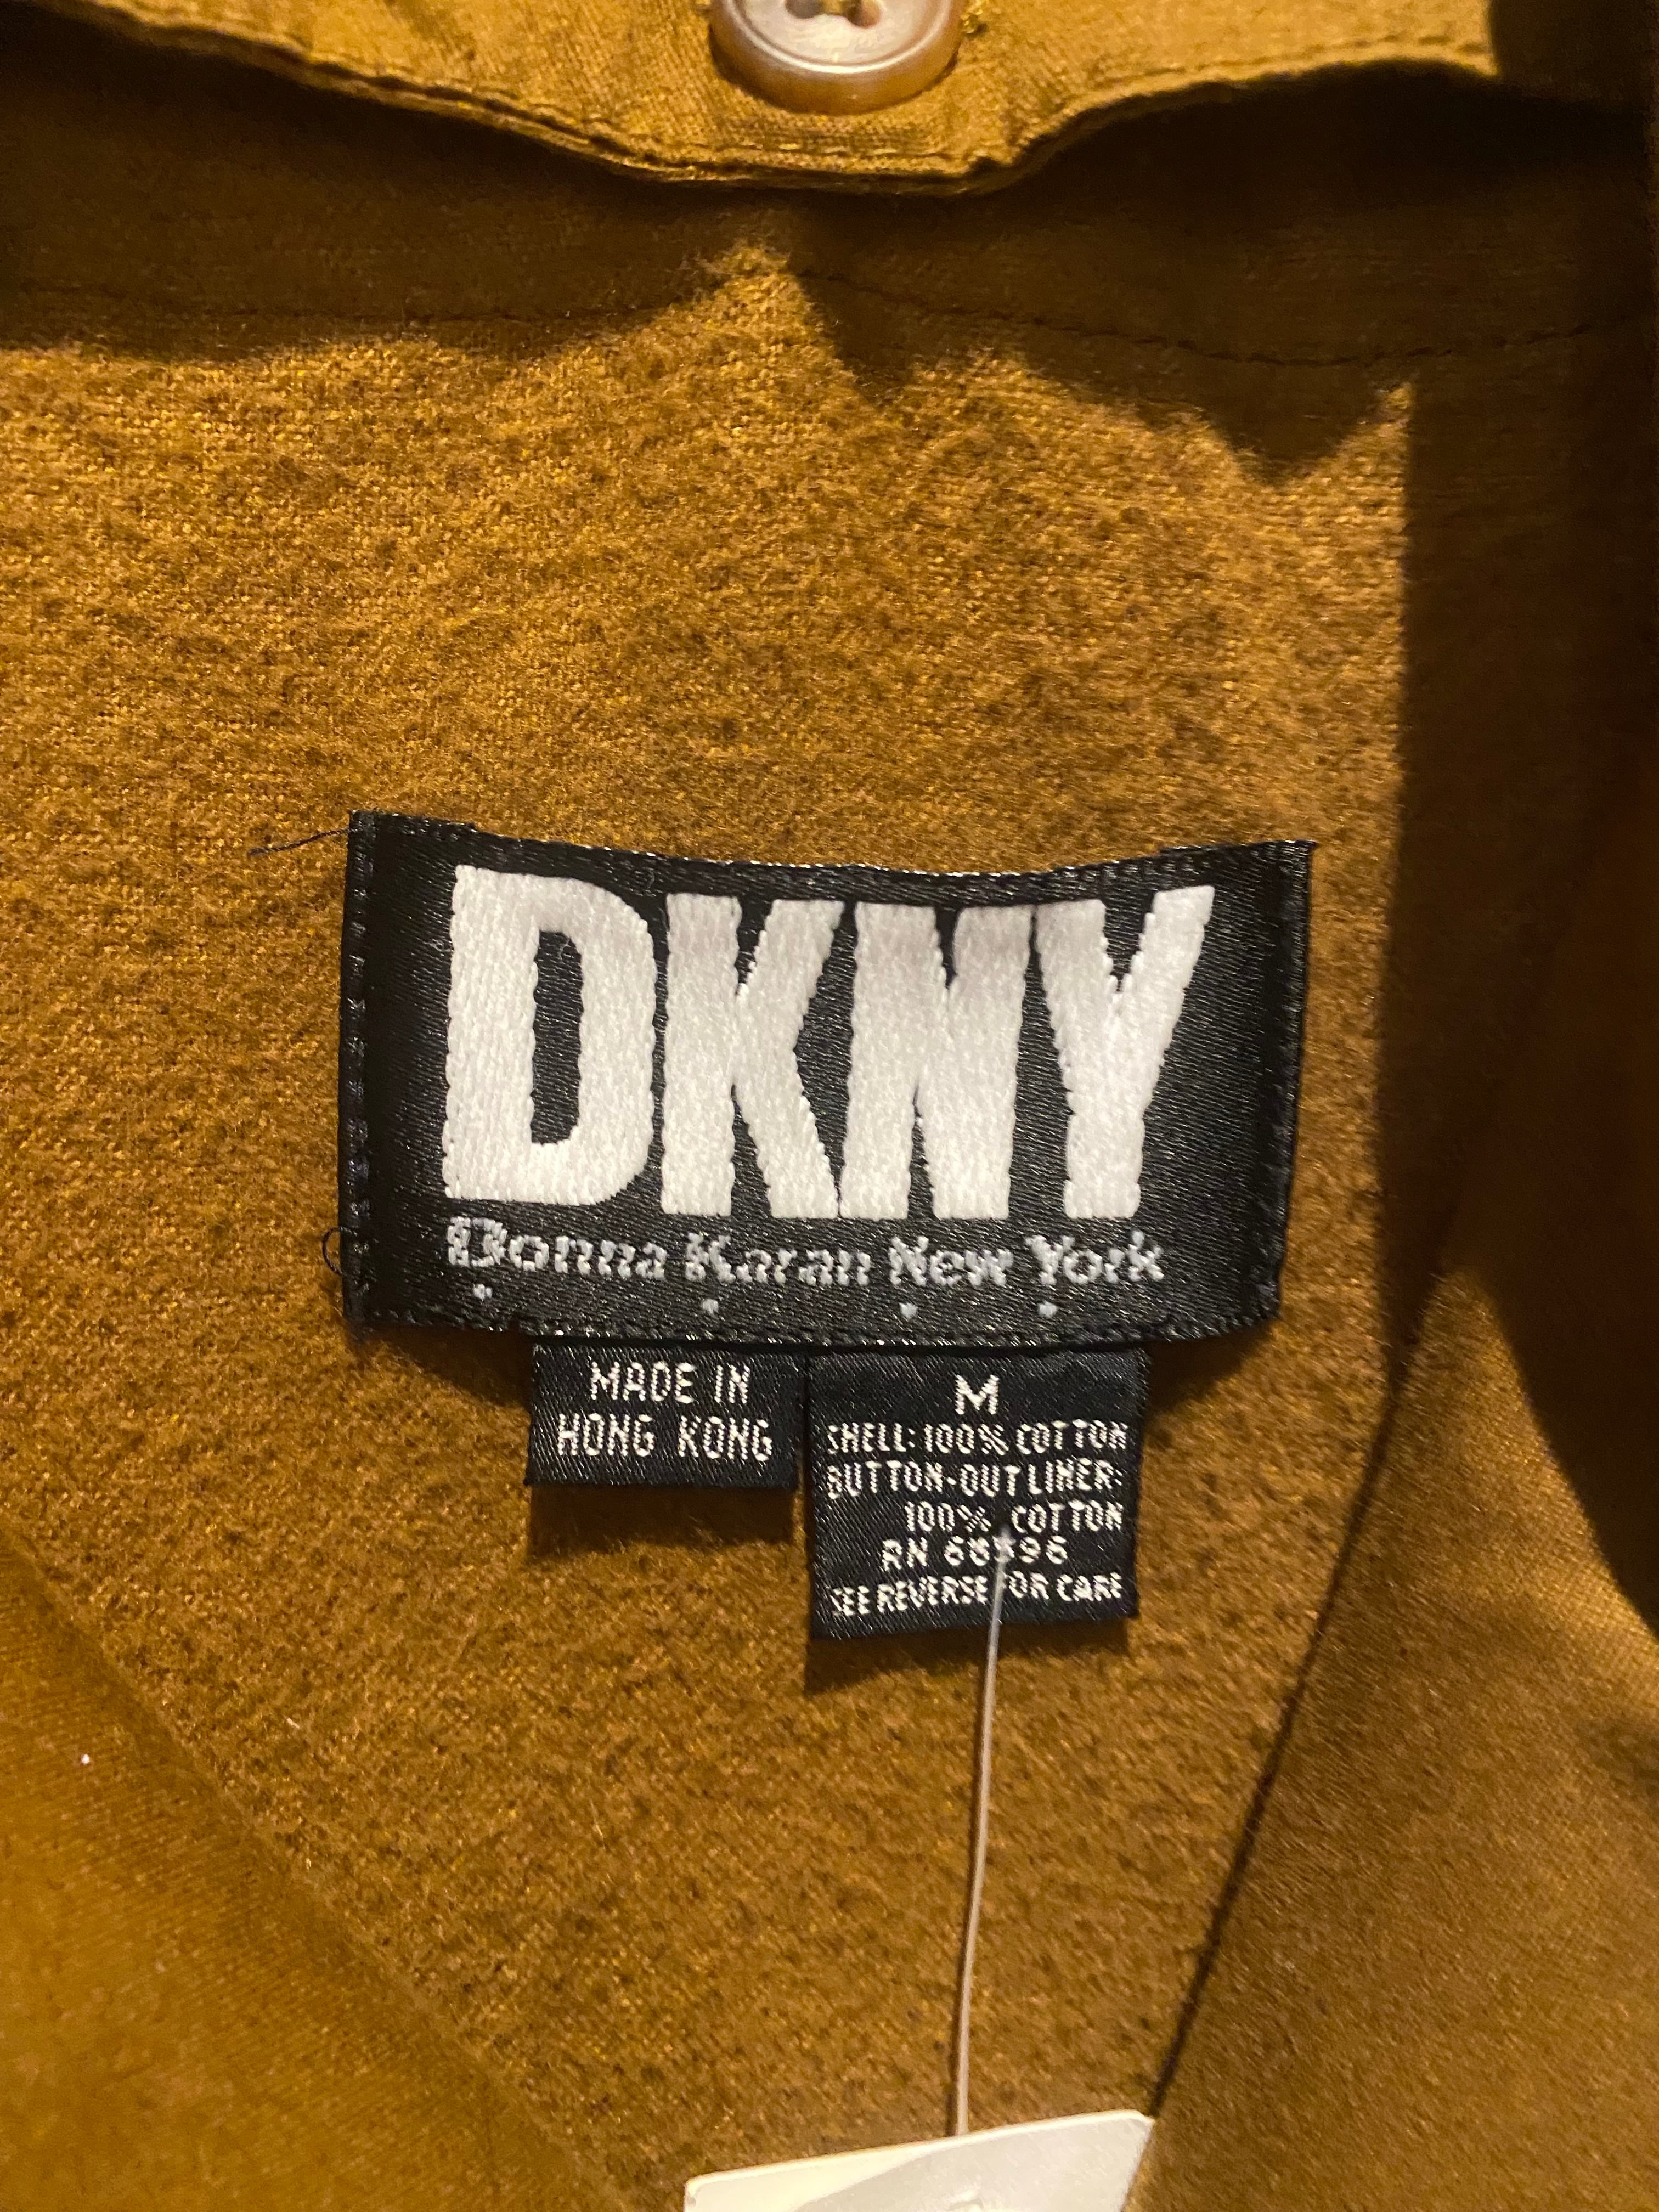 DKNY
Donna Karan New York
MADE IN
HONG KONG
M
SHELL: 100% COTTON
BUTTON-OUT LINER:
100% COTTON
RN
SEE REVERSE FOR CARE